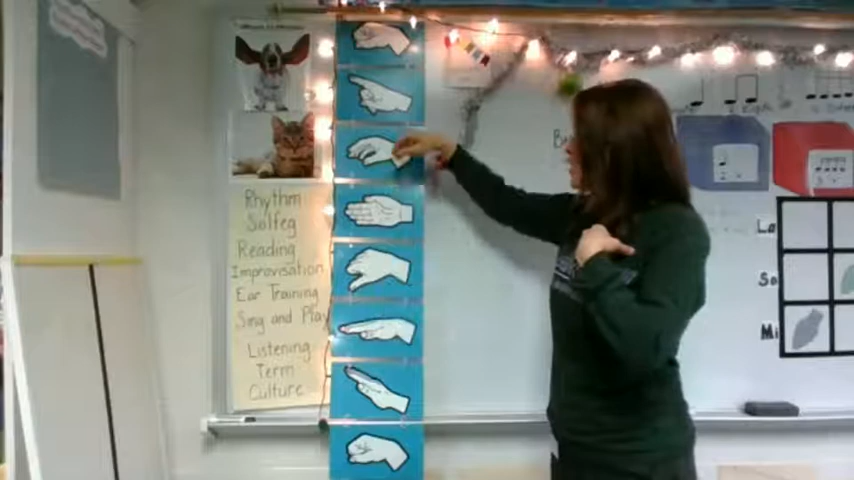 Rhythm
Solfeg
Reading
Improvisation
Ear Training
Sing and Play
Listening
Term
Culture
La
So
Mi